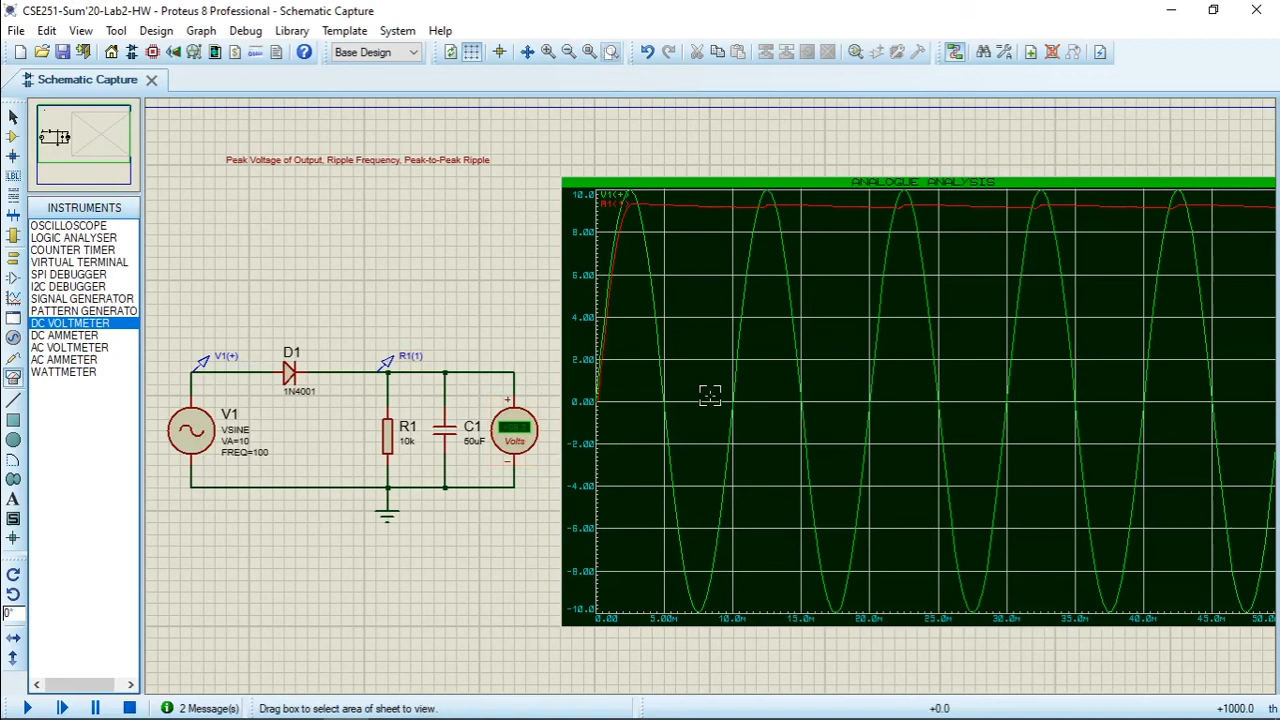 CSE251-Sum'20-Lab2-HW - Proteus 8 Professional - Schematic Capture
File Edit View Tool Design Graph Debug Library Template System Help
Base Design
Schematic Capture
INSTRUMENTS
OSCILLOSCOPE
LOGIC ANALYSER
COUNTER TIMER
VIRTUAL TERMINAL
SPI DEBUGGER
I2C DEBUGGER
SIGNAL GENERATOR
PATTERN GENERATO
DC VOLTMETER
DC AMMETER
AC VOLTMETER
AC AMMETER
WATTMETER
Peak Voltage of Output, Ripple Frequency, Peak-to-Peak Ripple
V1(+)
D1
1N4001
R1(1)
V1
VSINE
VA=10
FREQ=100
R1
10k
C1
50uF
+
Volts
ANALOGUE ANALYSIS
V1(+)
R1(1)
10.0
8.00
6.00
4.00
2.00
0.00
-2.00
-4.00
-6.00
-8.00
-10.0
0.00 5.00m 10.0m 15.0m 20.0m 25.0m 30.0m 35.0m 40.0m 45.0m 50.0
0°
2 Message(s) Drag box to select area of sheet to view. +0.0 +1000.0 th